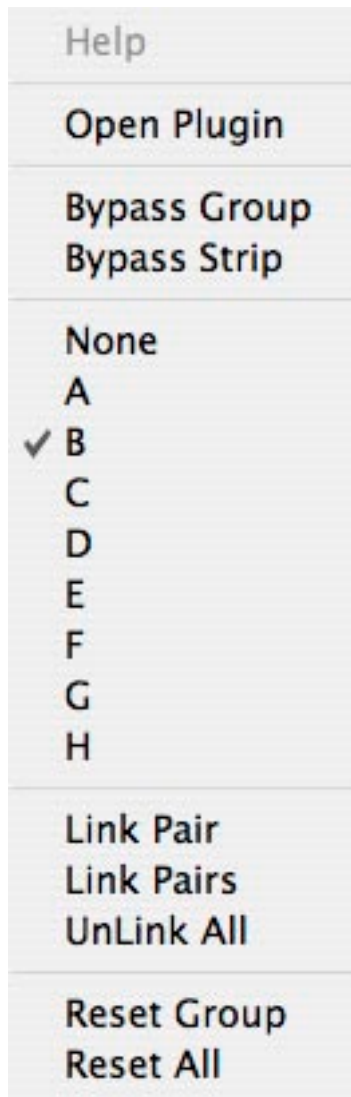 Help
Open Plugin
Bypass Group
Bypass Strip
None
A
✓ B
C
D
E
F
G
H
Link Pair
Link Pairs
UnLink All
Reset Group
Reset All